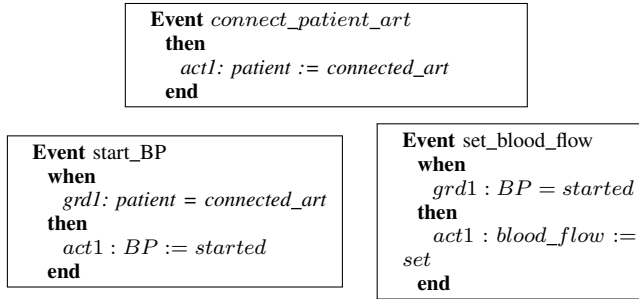 Event connect_patient_art
then
act1: patient := connected_art
end
Event start_BP
when
grd1: patient = connected_art
then
act1 : BP := started
end
Event set_blood_flow
when
grd1 : BP = started
then
act1 : blood_flow :=
set
end